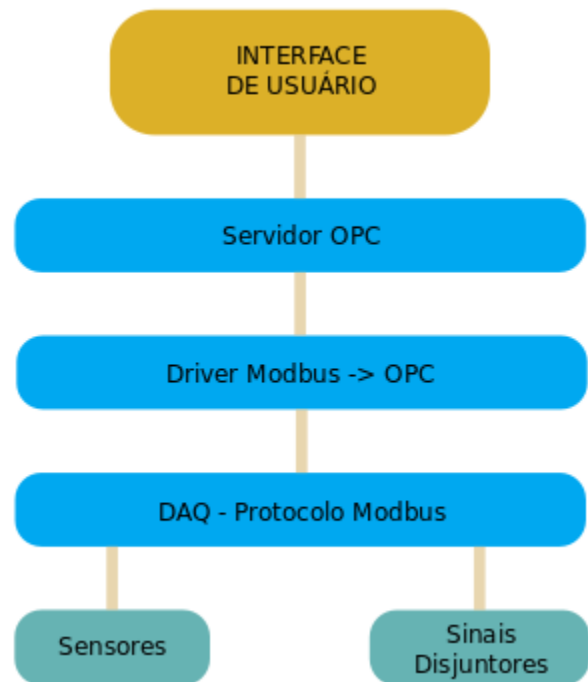 INTERFACE
DE USUÁRIO
Servidor OPC
Driver Modbus -> OPC
DAQ - Protocolo Modbus
Sensores
Sinais
Disjuntores